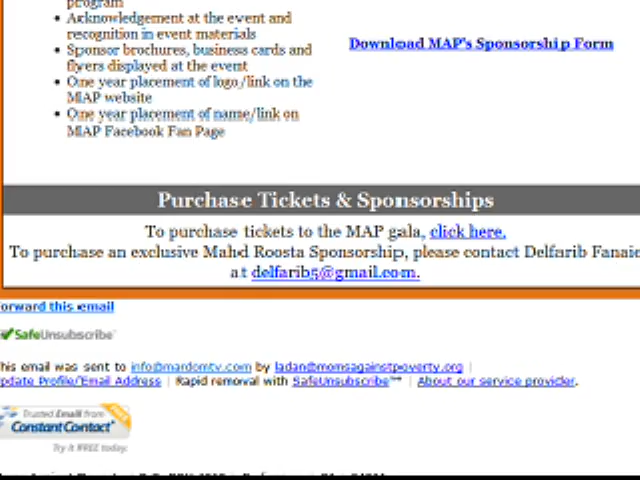 program
• Acknowledgement at the event and
recognition in event materials
• Sponsor brochures, business cards and
flyers displayed at the event
• One year placement of logo/link on the
MAP website
• One year placement of name/link on
MAP Facebook Fan Page
Download MAP's Sponsorship Form
Purchase Tickets & Sponsorships
To purchase tickets to the MAP gala, click here.
To purchase an exclusive Mahd Roosta Sponsorship, please contact Delfarib Fanaie
at delfarib5@gmail.com.
orward this email
SafeUnsubscribe
his email was sent to info@mardomtv.com by ladan@momsagainstpoverty.org |
pdate Profile/Email Address | Rapid removal with SafeUnsubscribe™ | About our service provider.
Trusted Email from
Constant Contact
Try it FREE today.